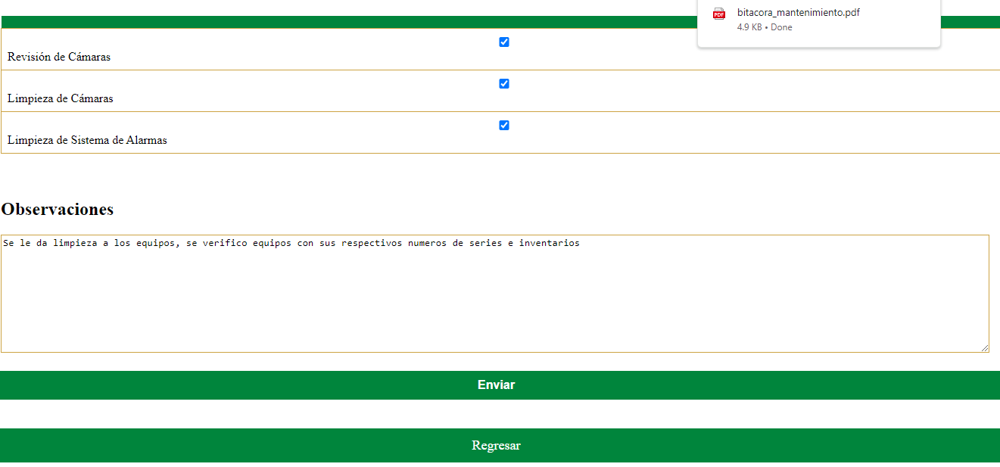 bitacora_mantenimiento.pdf
4.9 KB • Done
Revisión de Cámaras
Limpieza de Cámaras
Limpieza de Sistema de Alarmas
Observaciones
Se le da limpieza a los equipos, se verifico equipos con sus respectivos numeros de series e inventarios
Enviar
Regresar